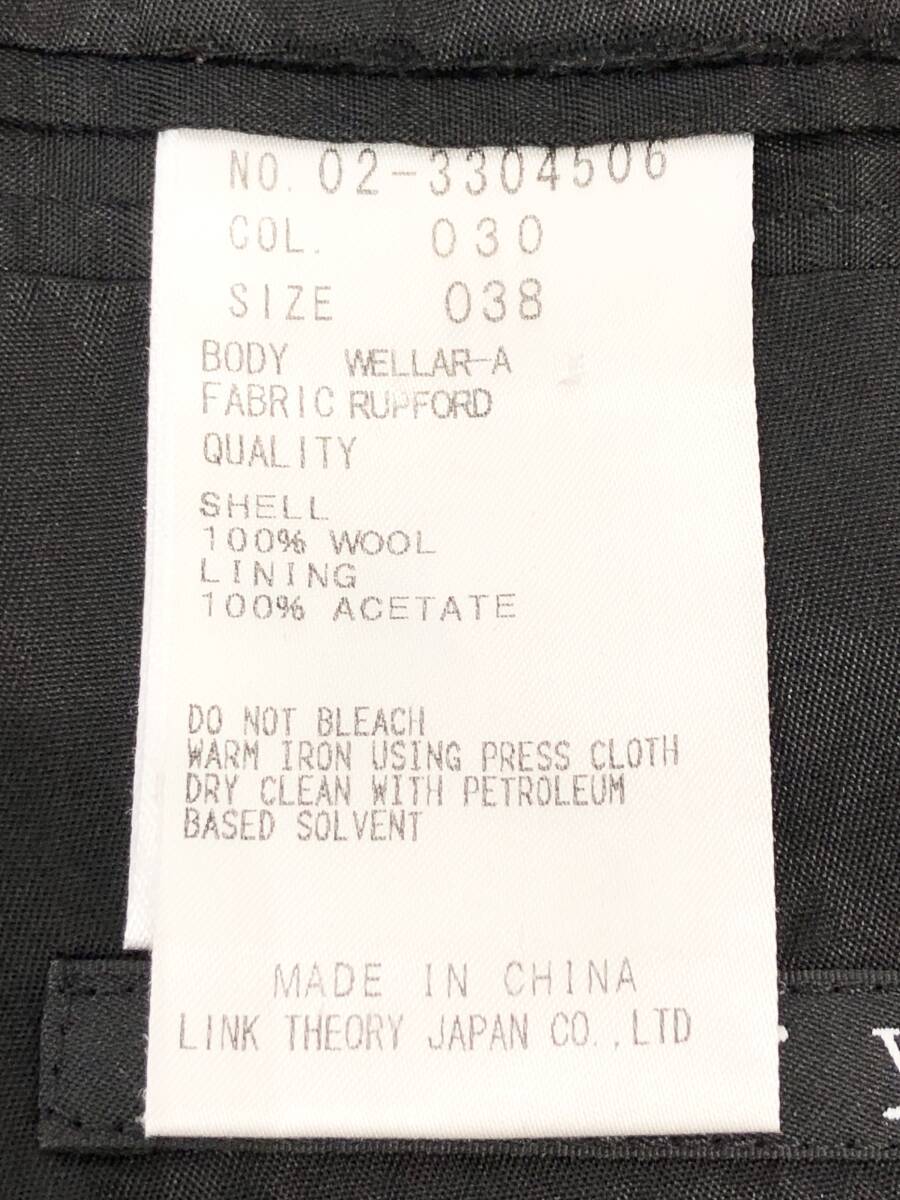 NO. 02-3304506
COL. 030
SIZE 038
BODY WELLAR-A
FABRIC RUPFORD
QUALITY
SHELL
100% WOOL
LINING
100% ACETATE
DO NOT BLEACH
WARM IRON USING PRESS CLOTH
DRY CLEAN WITH PETROLEUM
BASED SOLVENT
MADE IN CHINA
LINK THEORY JAPAN CO.,LTD